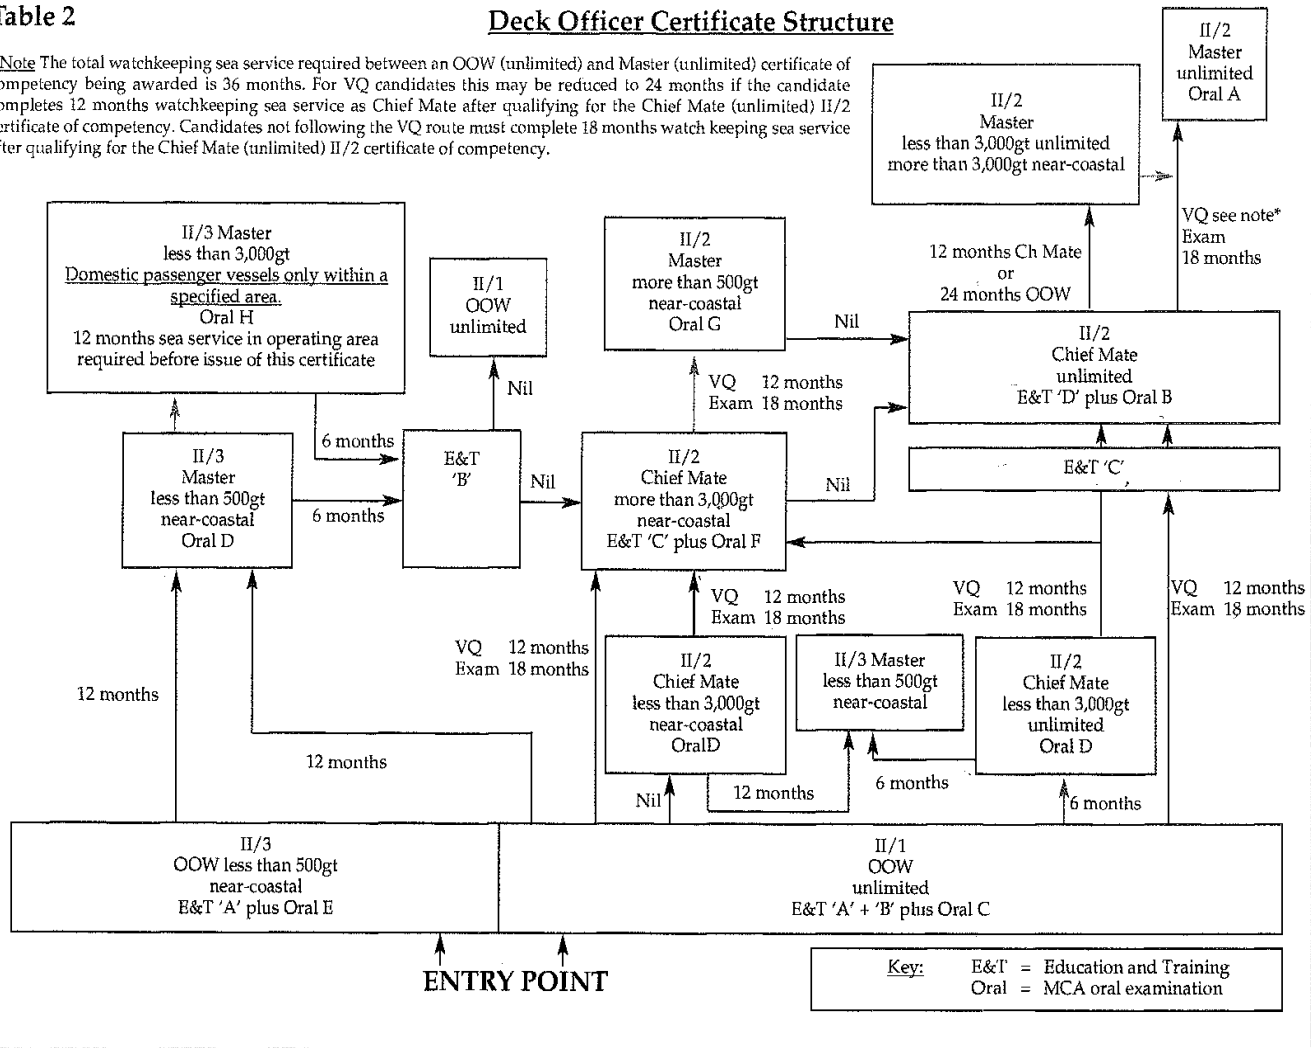 Table 2
Deck Officer Certificate Structure
Note The total watchkeeping sea service required between an OOW (unlimited) and Master (unlimited) certificate of
ompetency being awarded is 36 months. For VQ candidates this may be reduced to 24 months if the candidate
ompletes 12 months watchkeeping sea service as Chief Mate after qualifying for the Chief Mate (unlimited) II/2
ertificate of competency. Candidates not following the VQ route must complete 18 months watch keeping sea service
fter qualifying for the Chief Mate (unlimited) II/2 certificate of competency.
II/2
Master
unlimited
Oral A
II/2
Master
less than 3,000gt unlimited
more than 3,000gt near-coastal
VQ see note*
Exam
18 months
12 months Ch Mate
or
24 months OOW
II/3 Master
less than 3,000gt
Domestic passenger vessels only within a
specified area.
Oral H
12 months sea service in operating area
required before issue of this certificate
II/1
OOW
unlimited
Nil
II/2
Master
more than 500gt
near-coastal
Oral G
Nil
II/2
Chief Mate
unlimited
E&T 'D' plus Oral B
VQ 12 months
Exam 18 months
6 months
II/3
Master
less than 500gt
near-coastal
Oral D
6 months
E&T
'B'
Nil
II/2
Chief Mate
more than 3,000gt
near-coastal
E&T 'C' plus Oral F
Nil
E&T 'C'
VQ 12 months
Exam 18 months
VQ 12 months
Exam 18 months
VQ 12 months
Exam 18 months
VQ 12 months
Exam 18 months
12 months
12 months
II/2
Chief Mate
less than 3,000gt
near-coastal
OralD
II/3 Master
less than 500gt
near-coastal
II/2
Chief Mate
less than 3,000gt
unlimited
Oral D
Nil
12 months
6 months
6 months
II/3
OOW less than 500gt
near-coastal
E&T 'A' plus Oral E
II/1
OOW
unlimited
E&T 'A' + 'B' plus Oral C
ENTRY POINT
Key: E&T = Education and Training
Oral = MCA oral examination